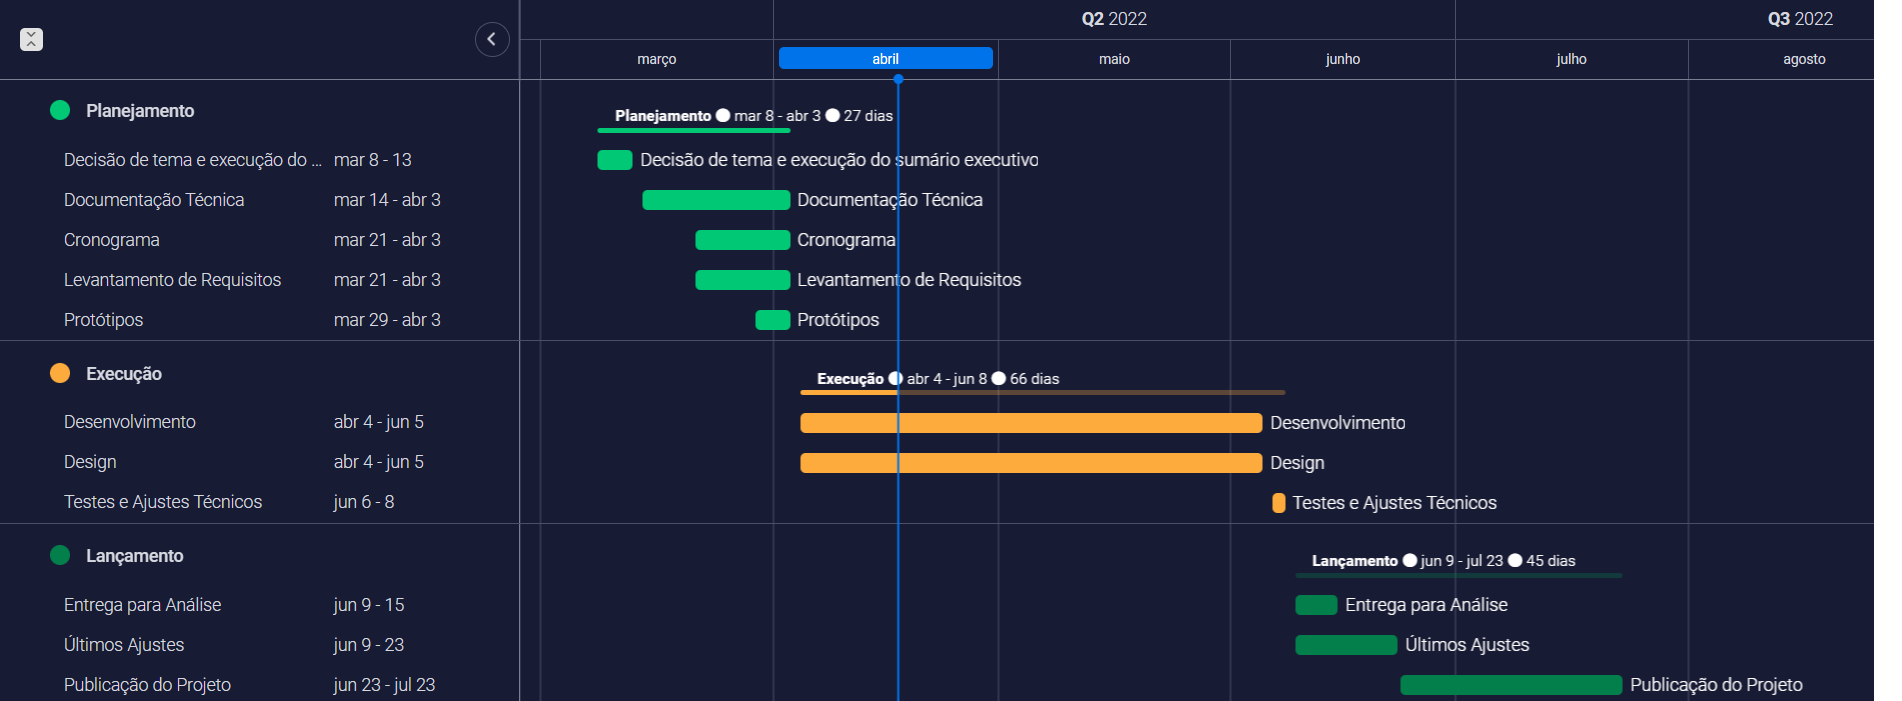 Q2 2022
Q3 2022
março
abril
maio
junho
julho
agosto
Planejamento
Planejamento mar 8 - abr 3 27 dias
Decisão de tema e execução do ... mar 8 - 13
Decisão de tema e execução do sumário executivo
Documentação Técnica mar 14 - abr 3
Documentação Técnica
Cronograma mar 21 - abr 3
Cronograma
Levantamento de Requisitos mar 21 - abr 3
Levantamento de Requisitos
Protótipos mar 29 - abr 3
Protótipos
Execução
Execução abr 4 - jun 8 66 dias
Desenvolvimento abr 4 - jun 5
Desenvolvimento
Design abr 4 - jun 5
Design
Testes e Ajustes Técnicos jun 6 - 8
Testes e Ajustes Técnicos
Lançamento
Lançamento jun 9 - jul 23 45 dias
Entrega para Análise jun 9 - 15
Entrega para Análise
Últimos Ajustes jun 9 - 23
Últimos Ajustes
Publicação do Projeto jun 23 - jul 23
Publicação do Projeto